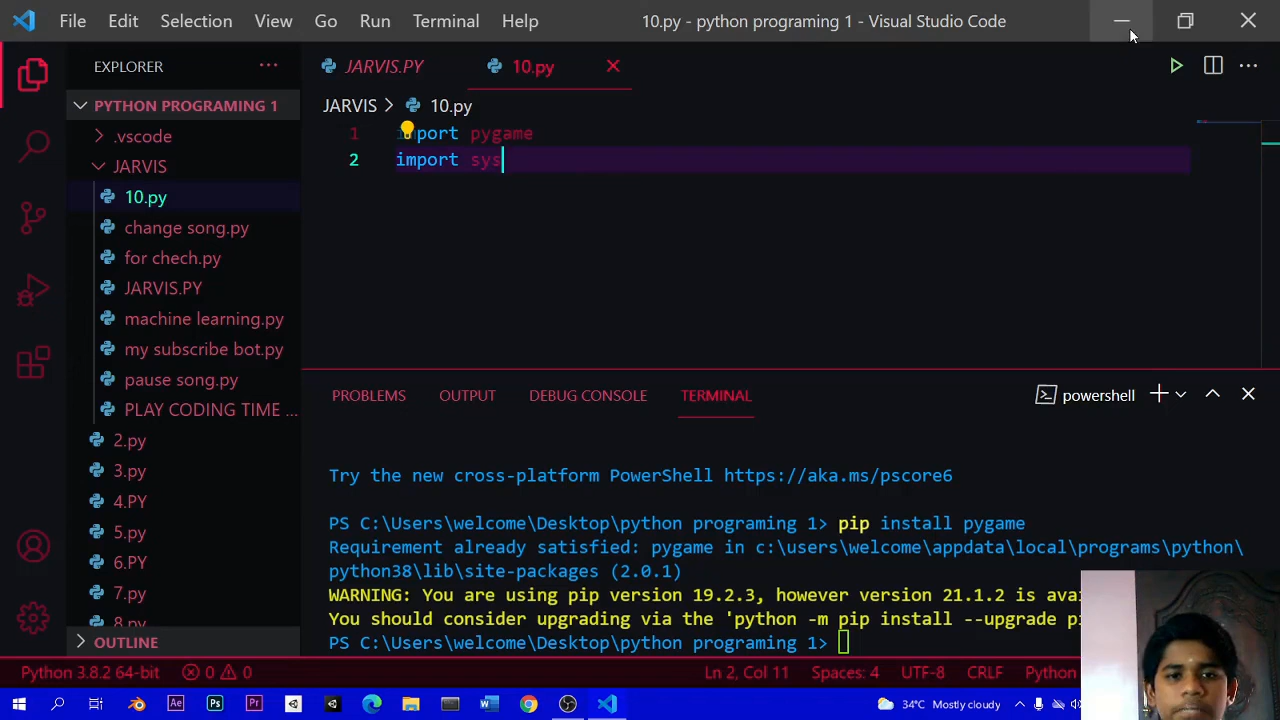 File Edit Selection View Go Run Terminal Help 10.py - python programing 1 - Visual Studio Code
EXPLORER
PYTHON PROGRAMING 1
.vscode
JARVIS
10.py
change song.py
for chech.py
JARVIS.PY
machine learning.py
my subscribe bot.py
pause song.py
PLAY CODING TIME ...
2.py
3.py
4.PY
5.py
6.PY
7.py
8.py
OUTLINE
JARVIS.PY 10.py
JARVIS > 10.py
1 import pygame
2 import sys
PROBLEMS OUTPUT DEBUG CONSOLE TERMINAL powershell
Try the new cross-platform PowerShell https://aka.ms/pscore6
PS C:\Users\welcome\Desktop\python programing 1> pip install pygame
Requirement already satisfied: pygame in c:\users\welcome\appdata\local\programs\python\
python38\lib\site-packages (2.0.1)
WARNING: You are using pip version 19.2.3, however version 21.1.2 is ava
You should consider upgrading via the 'python -m pip install --upgrade pi
PS C:\Users\welcome\Desktop\python programing 1>
Python 3.8.2 64-bit 0 0 Ln 2, Col 11 Spaces: 4 UTF-8 CRLF Python
Ae Ps Pr 34°C Mostly cloudy